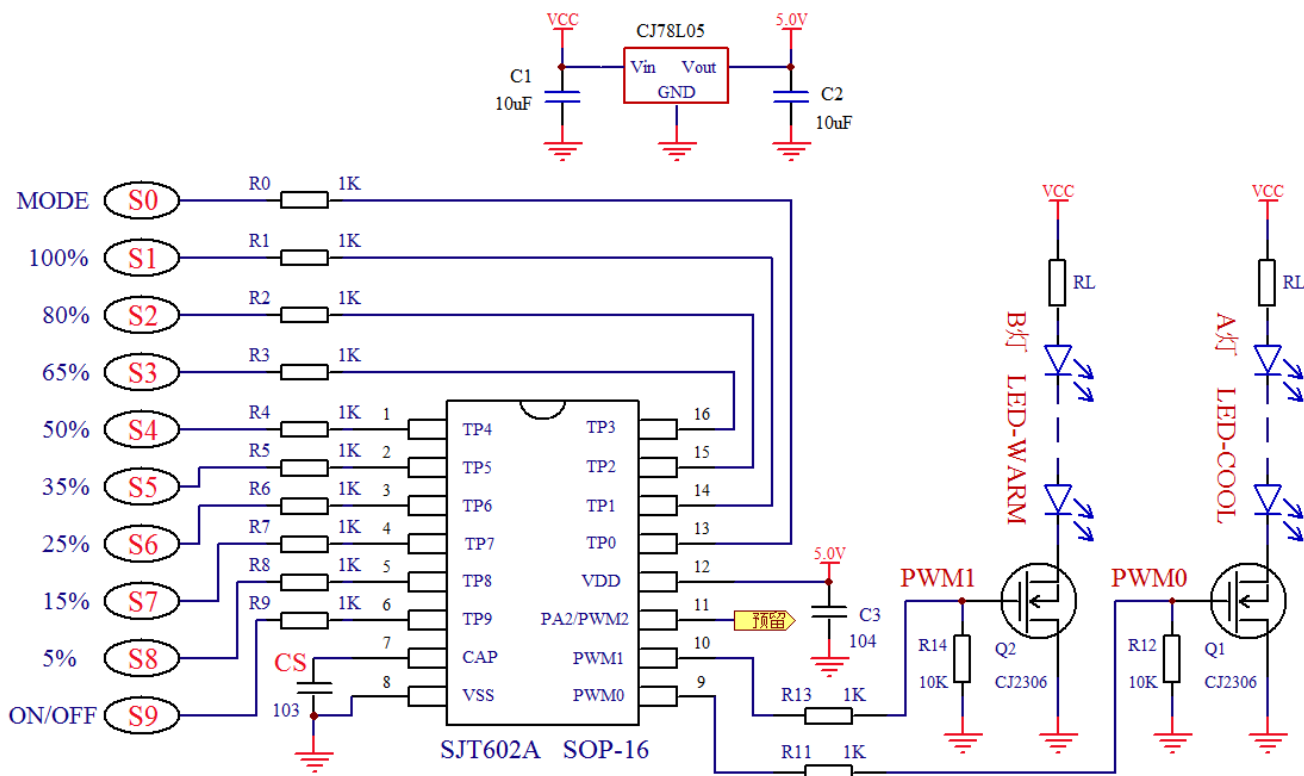 VCC
5.0V
CJ78L05
Vin
Vout
GND
C1
10uF
C2
10uF
MODE
S0
R0
1K
100%
S1
R1
1K
80%
S2
R2
1K
65%
S3
R3
1K
50%
S4
R4
1K
35%
S5
R5
1K
25%
S6
R6
1K
15%
S7
R7
1K
5%
S8
R8
1K
ON/OFF
S9
R9
1K
CS
103
1
TP4
2
TP5
3
TP6
4
TP7
5
TP8
6
TP9
7
CAP
8
VSS
16
TP3
15
TP2
14
TP1
13
TP0
12
VDD
11
PA2/PWM2
10
PWM1
9
PWM0
SJT602A SOP-16
预留
5.0V
C3
104
R13
1K
R11
1K
VCC
RL
B灯 LED-WARM
PWM1
R14
10K
Q2
CJ2306
VCC
RL
A灯 LED-COOL
PWM0
R12
10K
Q1
CJ2306